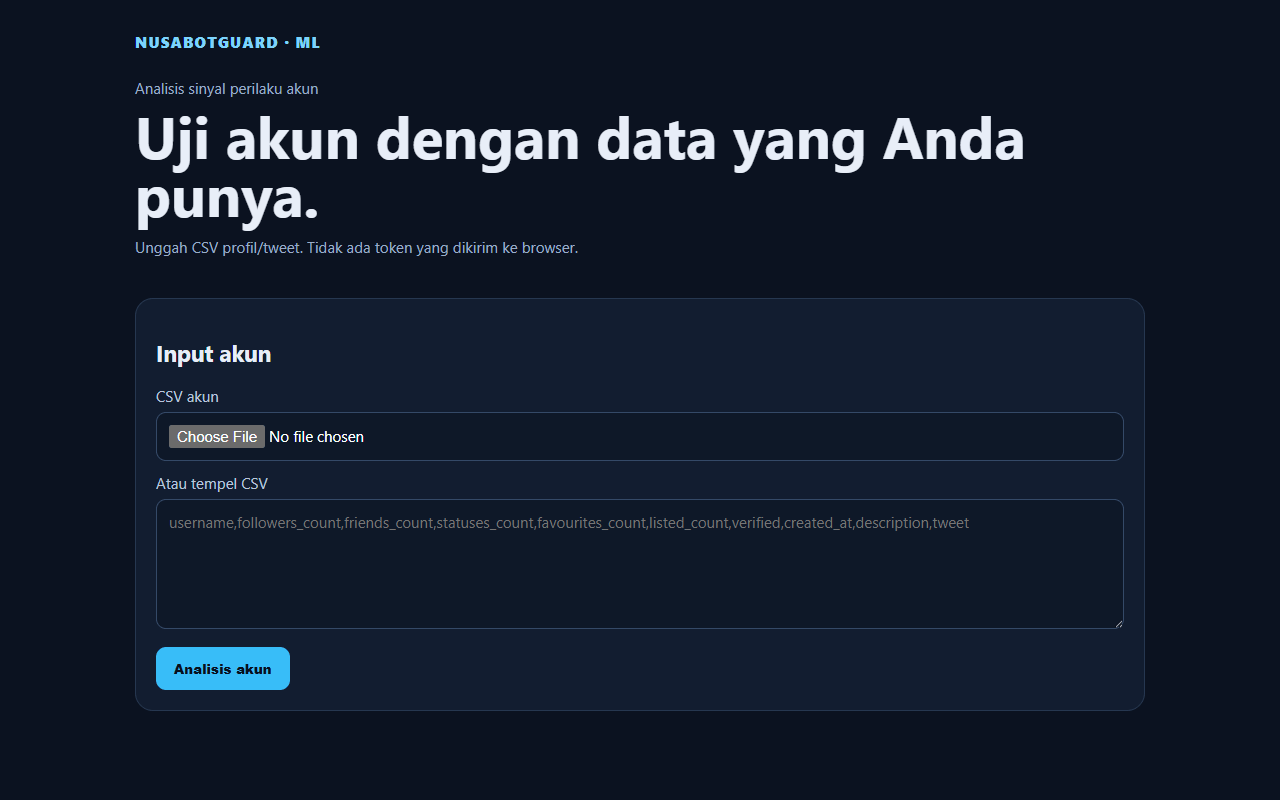 NUSABOTGUARD · ML
Analisis sinyal perilaku akun
Uji akun dengan data yang Anda
punya.
Unggah CSV profil/tweet. Tidak ada token yang dikirim ke browser.
Input akun
CSV akun
Choose File No file chosen
Atau tempel CSV
username,followers_count,friends_count,statuses_count,favourites_count,listed_count,verified,created_at,description,tweet
Analisis akun